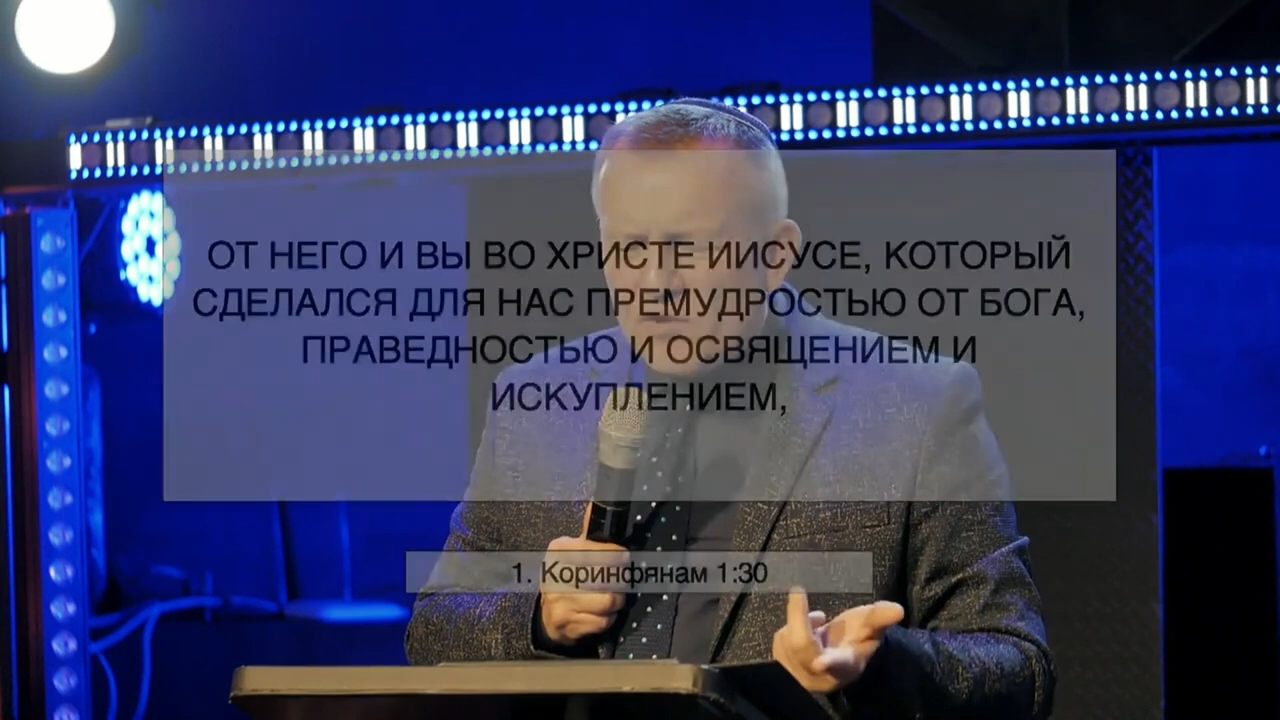 ОТ НЕГО И ВЫ ВО ХРИСТЕ ИИСУСЕ, КОТОРЫЙ
СДЕЛАЛСЯ ДЛЯ НАС ПРЕМУДРОСТЬЮ ОТ БОГА,
ПРАВЕДНОСТЬЮ И ОСВЯЩЕНИЕМ И
ИСКУПЛЕНИЕМ,
1. Коринфянам 1:30